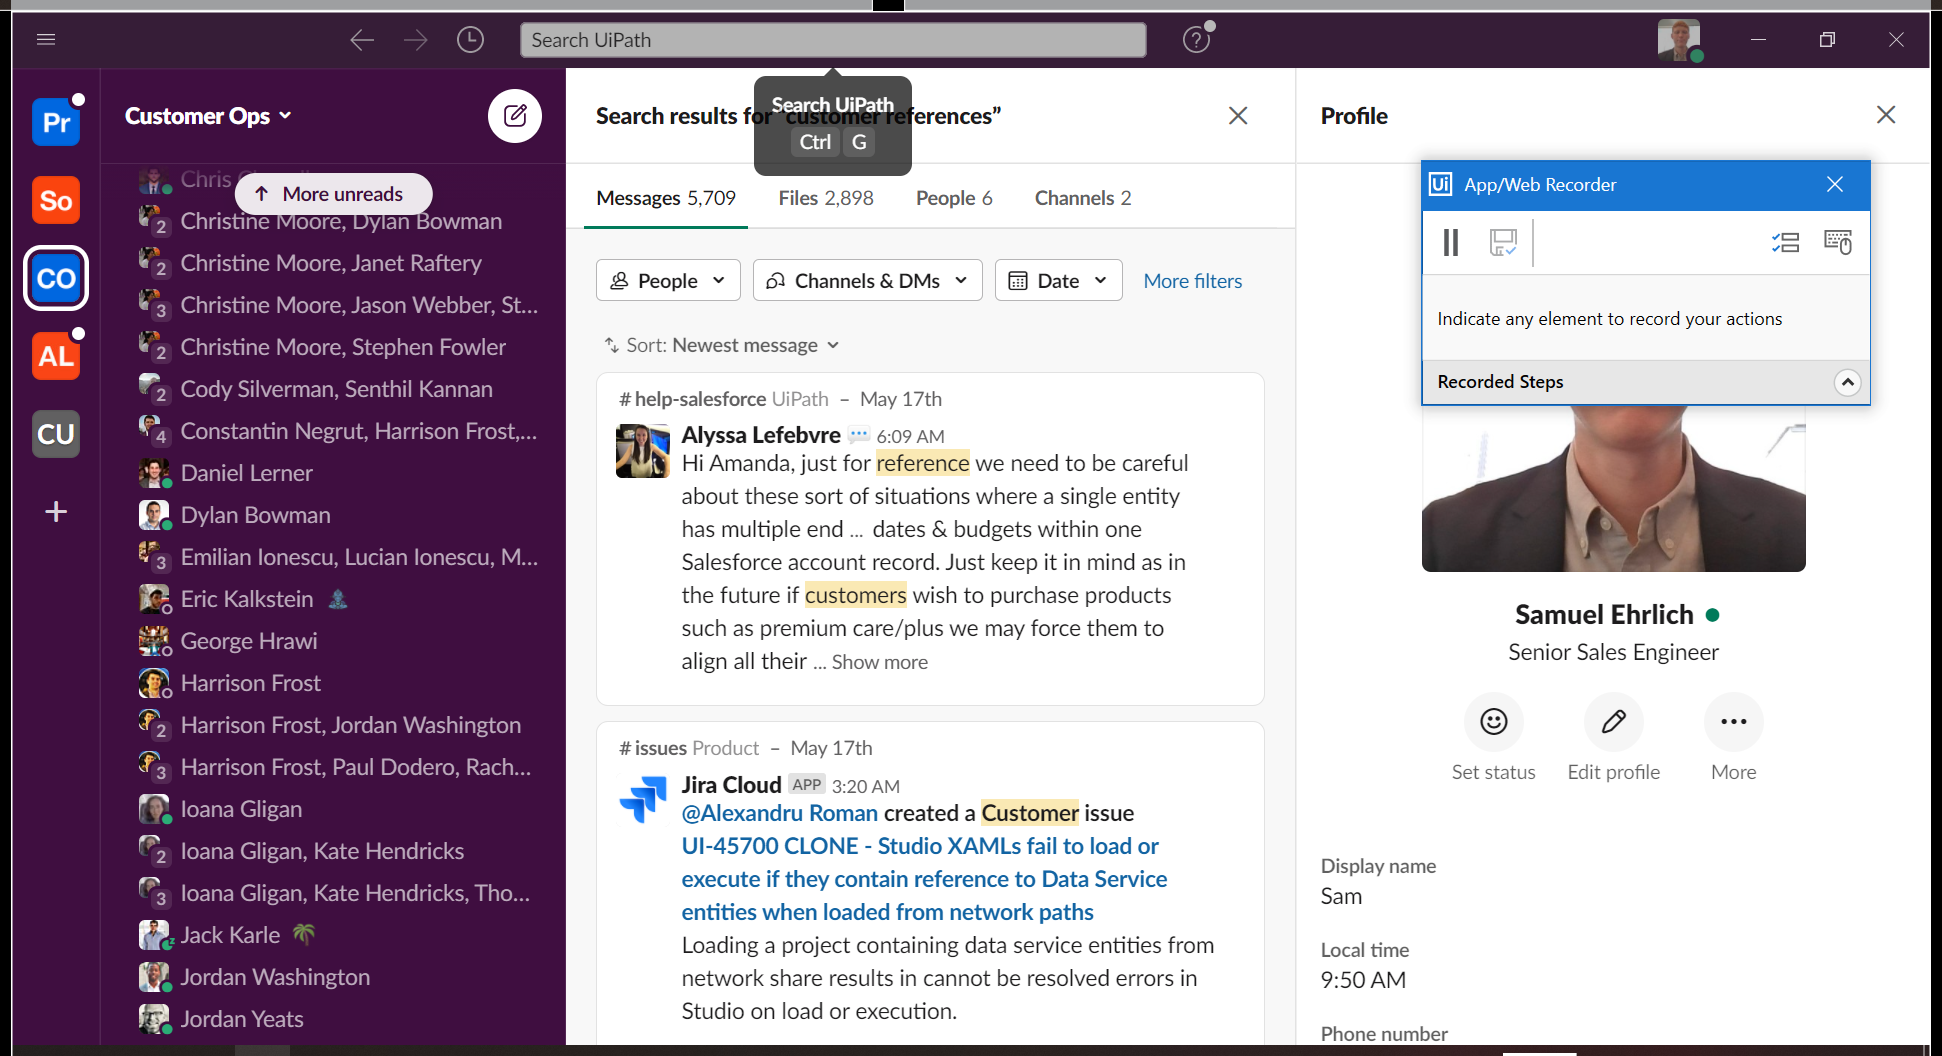 Search UiPath
Pr
So
CO
AL
CU
Customer Ops
Chris
More unreads
2 Christine Moore, Dylan Bowman
2 Christine Moore, Janet Raftery
3 Christine Moore, Jason Webber, St...
2 Christine Moore, Stephen Fowler
2 Cody Silverman, Senthil Kannan
4 Constantin Negrut, Harrison Frost,...
Daniel Lerner
Dylan Bowman
3 Emilian Ionescu, Lucian Ionescu, M...
Eric Kalkstein
George Hrawi
Harrison Frost
2 Harrison Frost, Jordan Washington
3 Harrison Frost, Paul Dodero, Rach...
Ioana Gligan
2 Ioana Gligan, Kate Hendricks
3 Ioana Gligan, Kate Hendricks, Tho...
Jack Karle
Jordan Washington
Jordan Yeats
Search results for “customer references”
Search UiPath
Ctrl G
Messages 5,709
Files 2,898
People 6
Channels 2
People
Channels & DMs
Date
More filters
Sort: Newest message
#help-salesforce UiPath – May 17th
Alyssa Lefebvre 6:09 AM
Hi Amanda, just for reference we need to be careful
about these sort of situations where a single entity
has multiple end ... dates & budgets within one
Salesforce account record. Just keep it in mind as in
the future if customers wish to purchase products
such as premium care/plus we may force them to
align all their ... Show more
#issues Product – May 17th
Jira Cloud APP 3:20 AM
@Alexandru Roman created a Customer issue
UI-45700 CLONE - Studio XAMLs fail to load or
execute if they contain reference to Data Service
entities when loaded from network paths
Loading a project containing data service entities from
network share results in cannot be resolved errors in
Studio on load or execution.
Profile
Ui App/Web Recorder
Indicate any element to record your actions
Recorded Steps
Samuel Ehrlich
Senior Sales Engineer
Set status
Edit profile
More
Display name
Sam
Local time
9:50 AM
Phone number